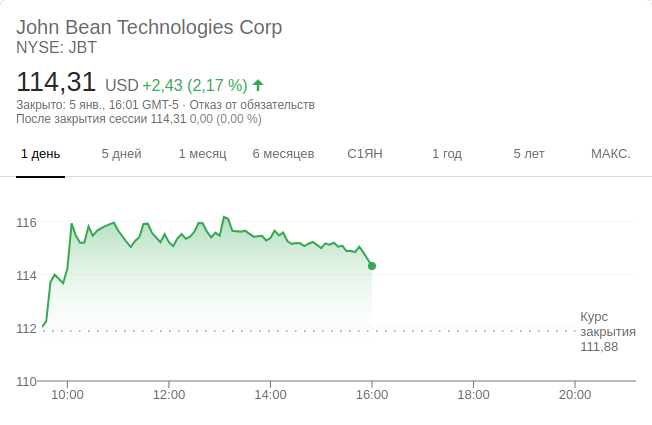 John Bean Technologies Corp
NYSE: JBT
114,31 USD +2,43 (2,17 %)
Закрыто: 5 янв., 16:01 GMT-5 · Отказ от обязательств
После закрытия сессии 114,31 0,00 (0,00 %)
1 день 5 дней 1 месяц 6 месяцев С1ЯН 1 год 5 лет МАКС.
116
114
112
110
Курс
закрытия
111,88
10:00 12:00 14:00 16:00 18:00 20:00